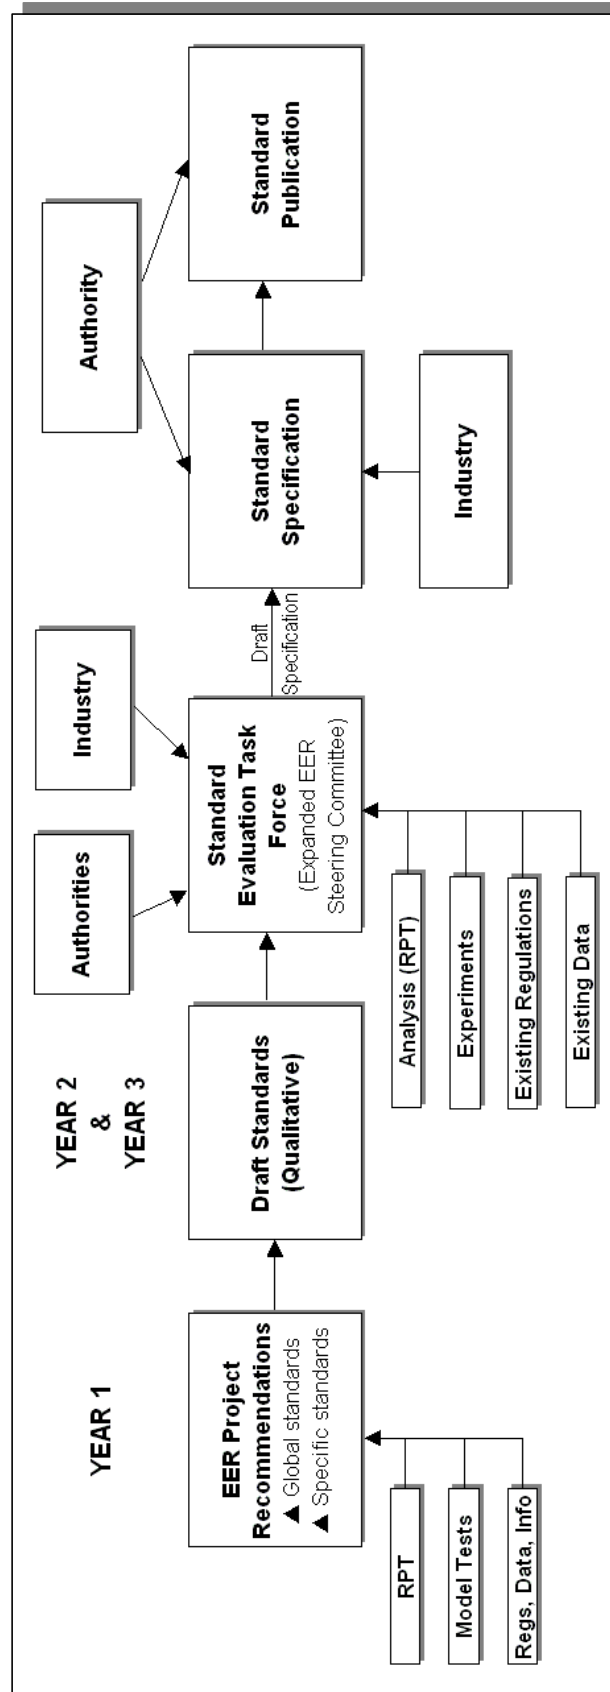 YEAR 1
YEAR 2
&
YEAR 3
EER Project
Recommendations
▲ Global standards
▲ Specific standards
RPT
Model Tests
Regs, Data, Info
Draft Standards
(Qualitative)
Authorities
Industry
Standard
Evaluation Task
Force
(Expanded EER
Steering Committee)
Analysis (RPT)
Experiments
Existing Regulations
Existing Data
Draft
Specification
Authority
Standard
Specification
Industry
Standard
Publication